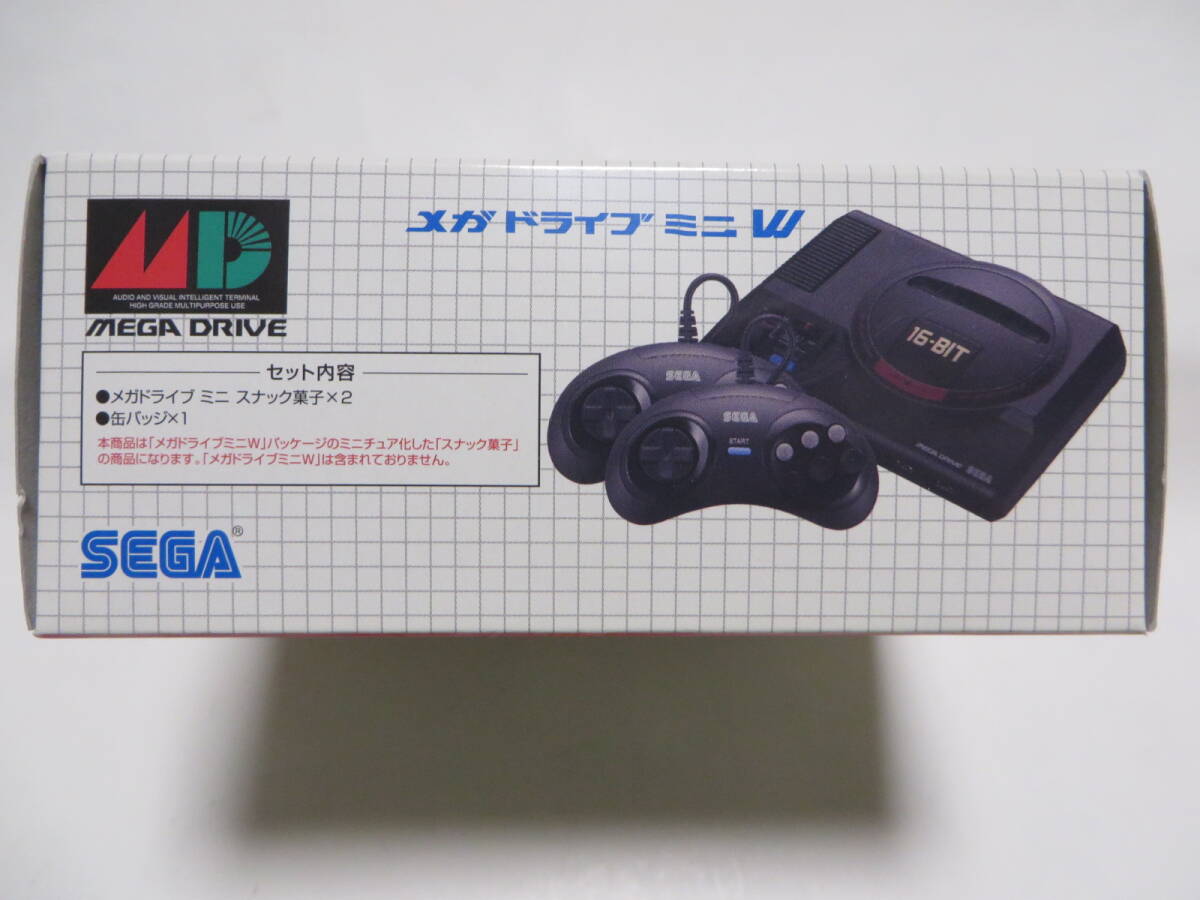 MD
AUDIO AND VISUAL INTELLIGENT TERMINAL
HIGH GRADE MULTIPURPOSE USE
MEGA DRIVE
メガ ドライブ ミニ W
セット内容
●メガドライブ ミニ スナック菓子×2
●缶バッジ×1
本商品は「メガドライブミニW」パッケージのミニチュア化した「スナック菓子」
の商品になります。「メガドライブミニW」は含まれておりません。
SEGA®
16-BIT
MEGA DRIVE SEGA
SEGA
SEGA
START